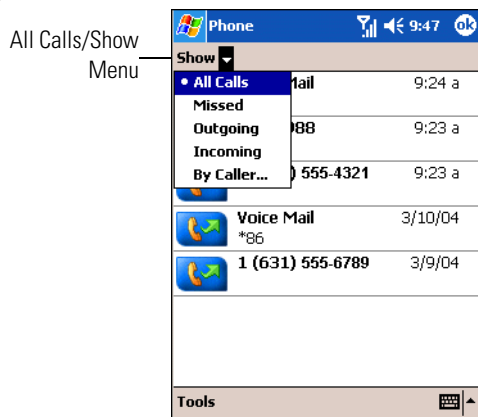 All Calls/Show
Menu
Phone 9:47 ok
Show
All Calls
Missed
Outgoing
Incoming
By Caller...
Mail 9:24 a
988 9:23 a
) 555-4321 9:23 a
Voice Mail 3/10/04
*86
1 (631) 555-6789 3/9/04
Tools